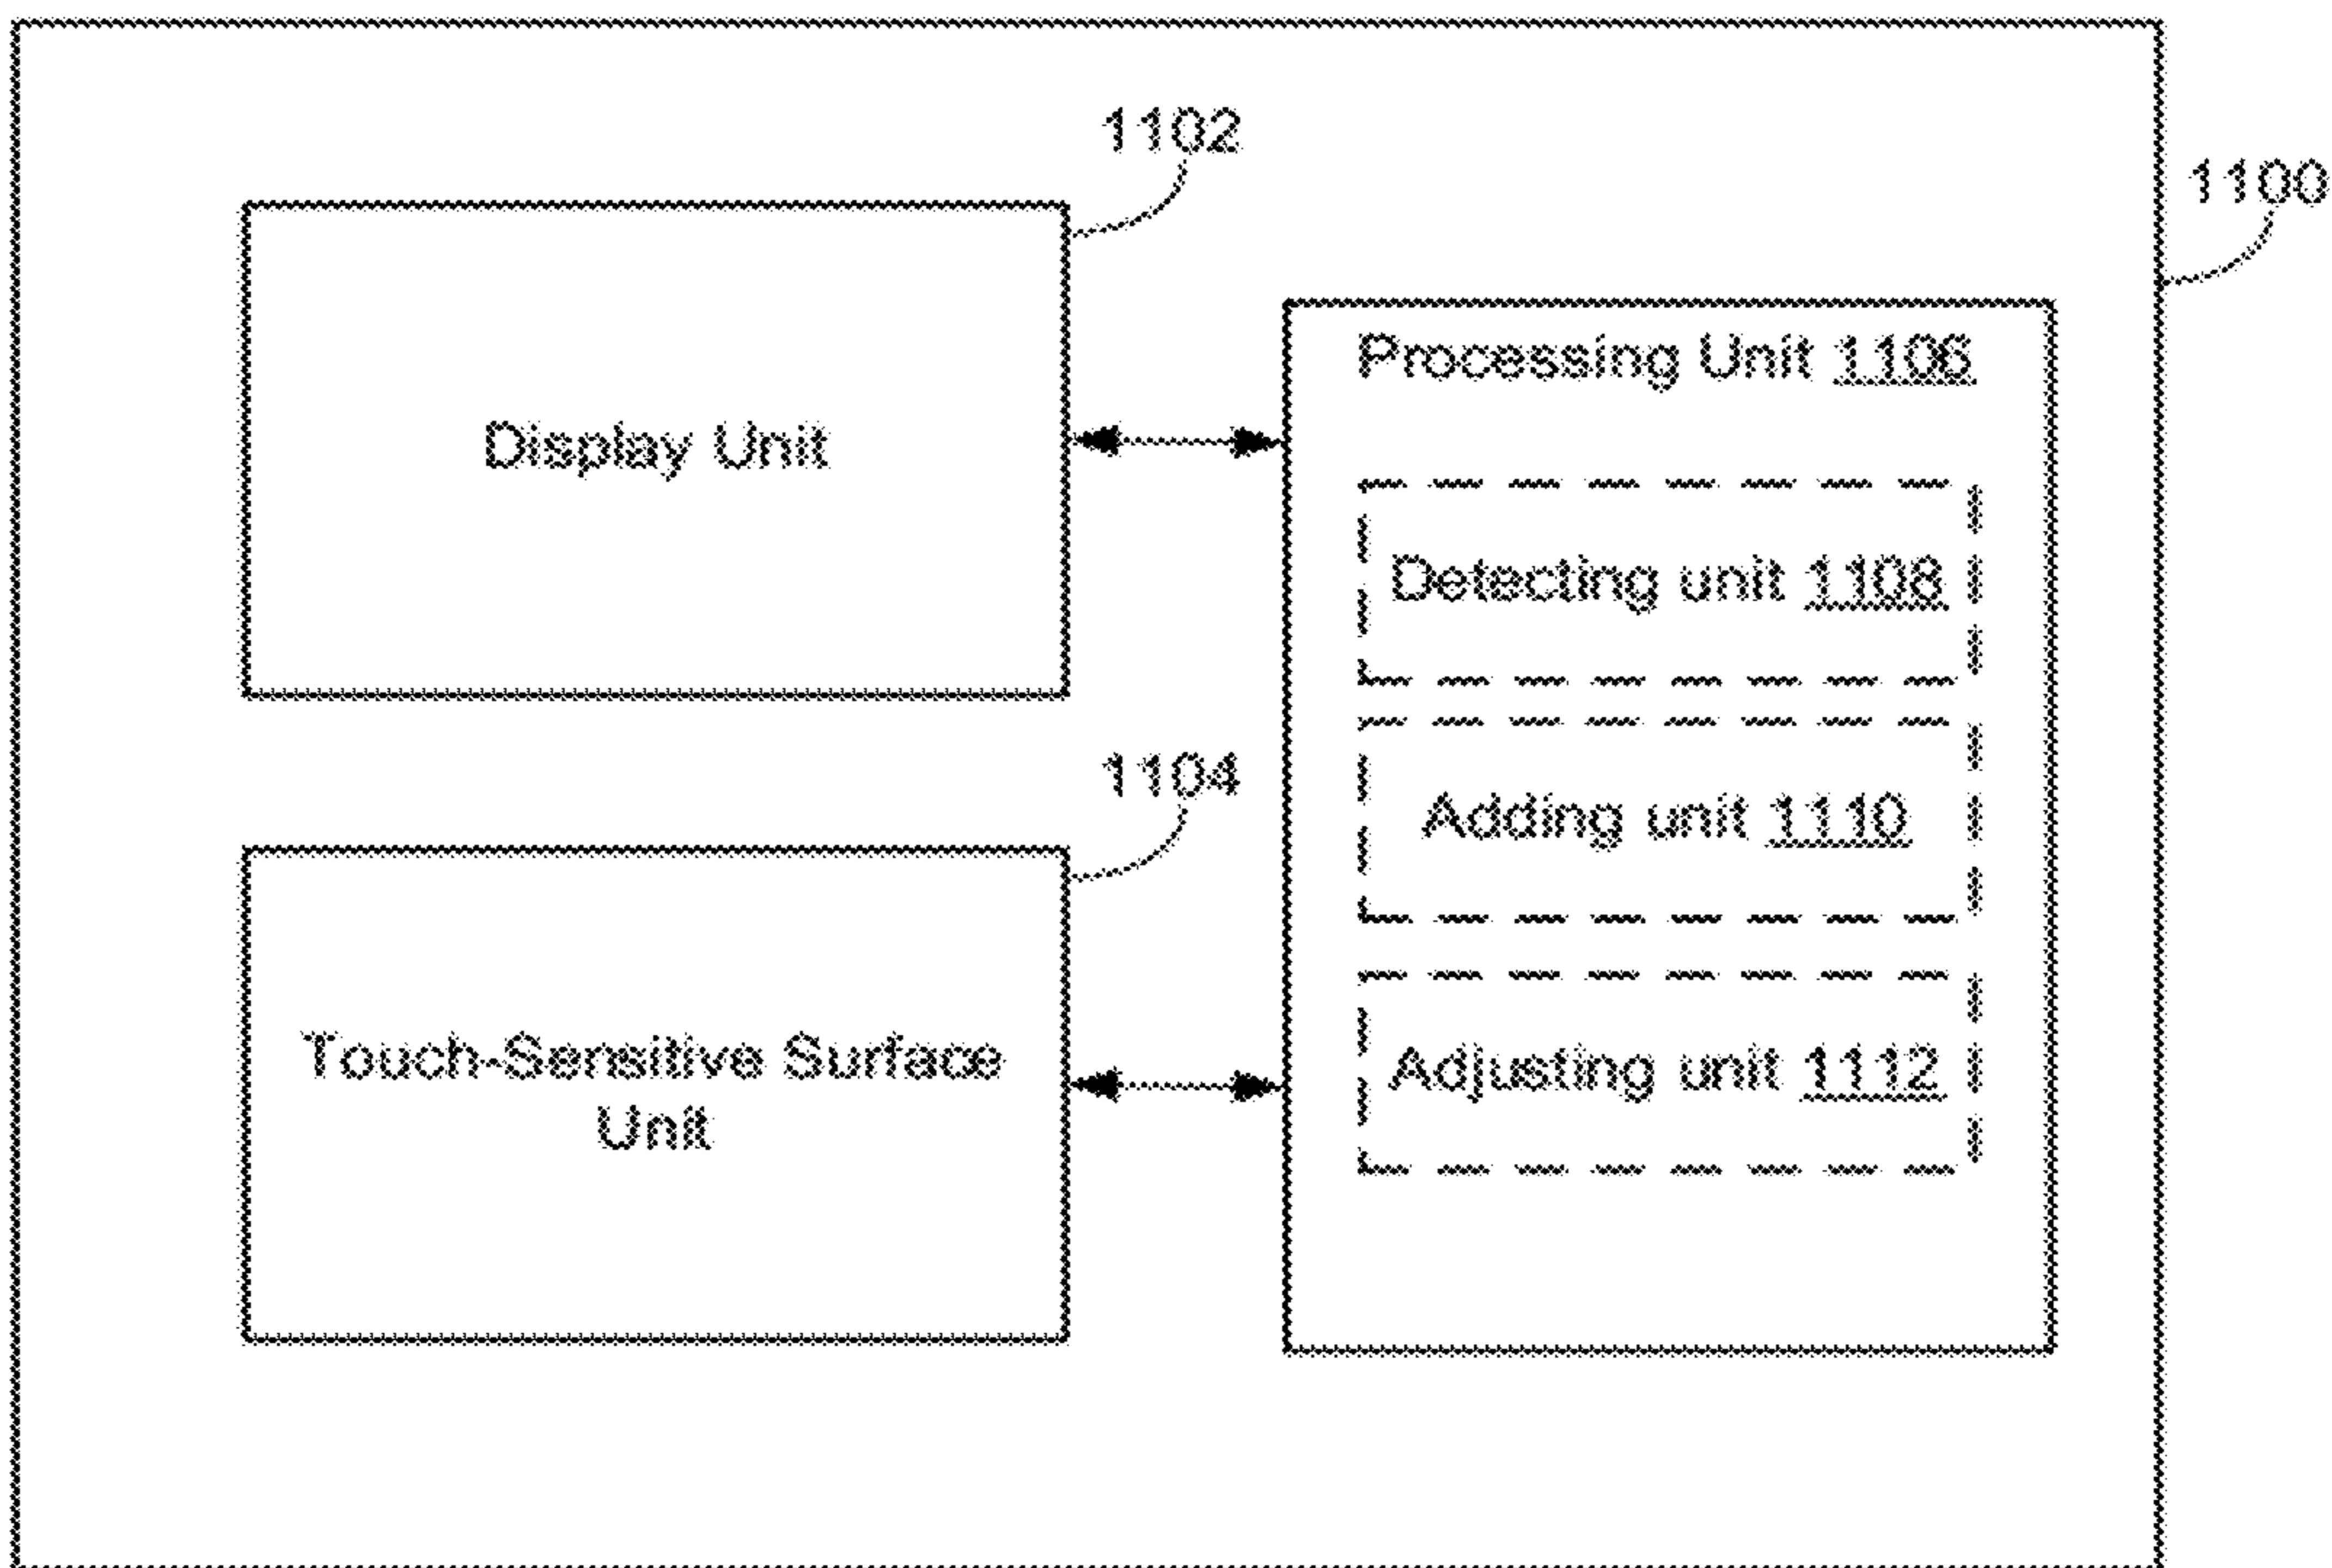 1102
1100
Display Unit
Processing Unit 1106
Detecting unit 1108
Adding unit 1110
1104
Touch-Sensitive Surface
Unit
Adjusting unit 1112